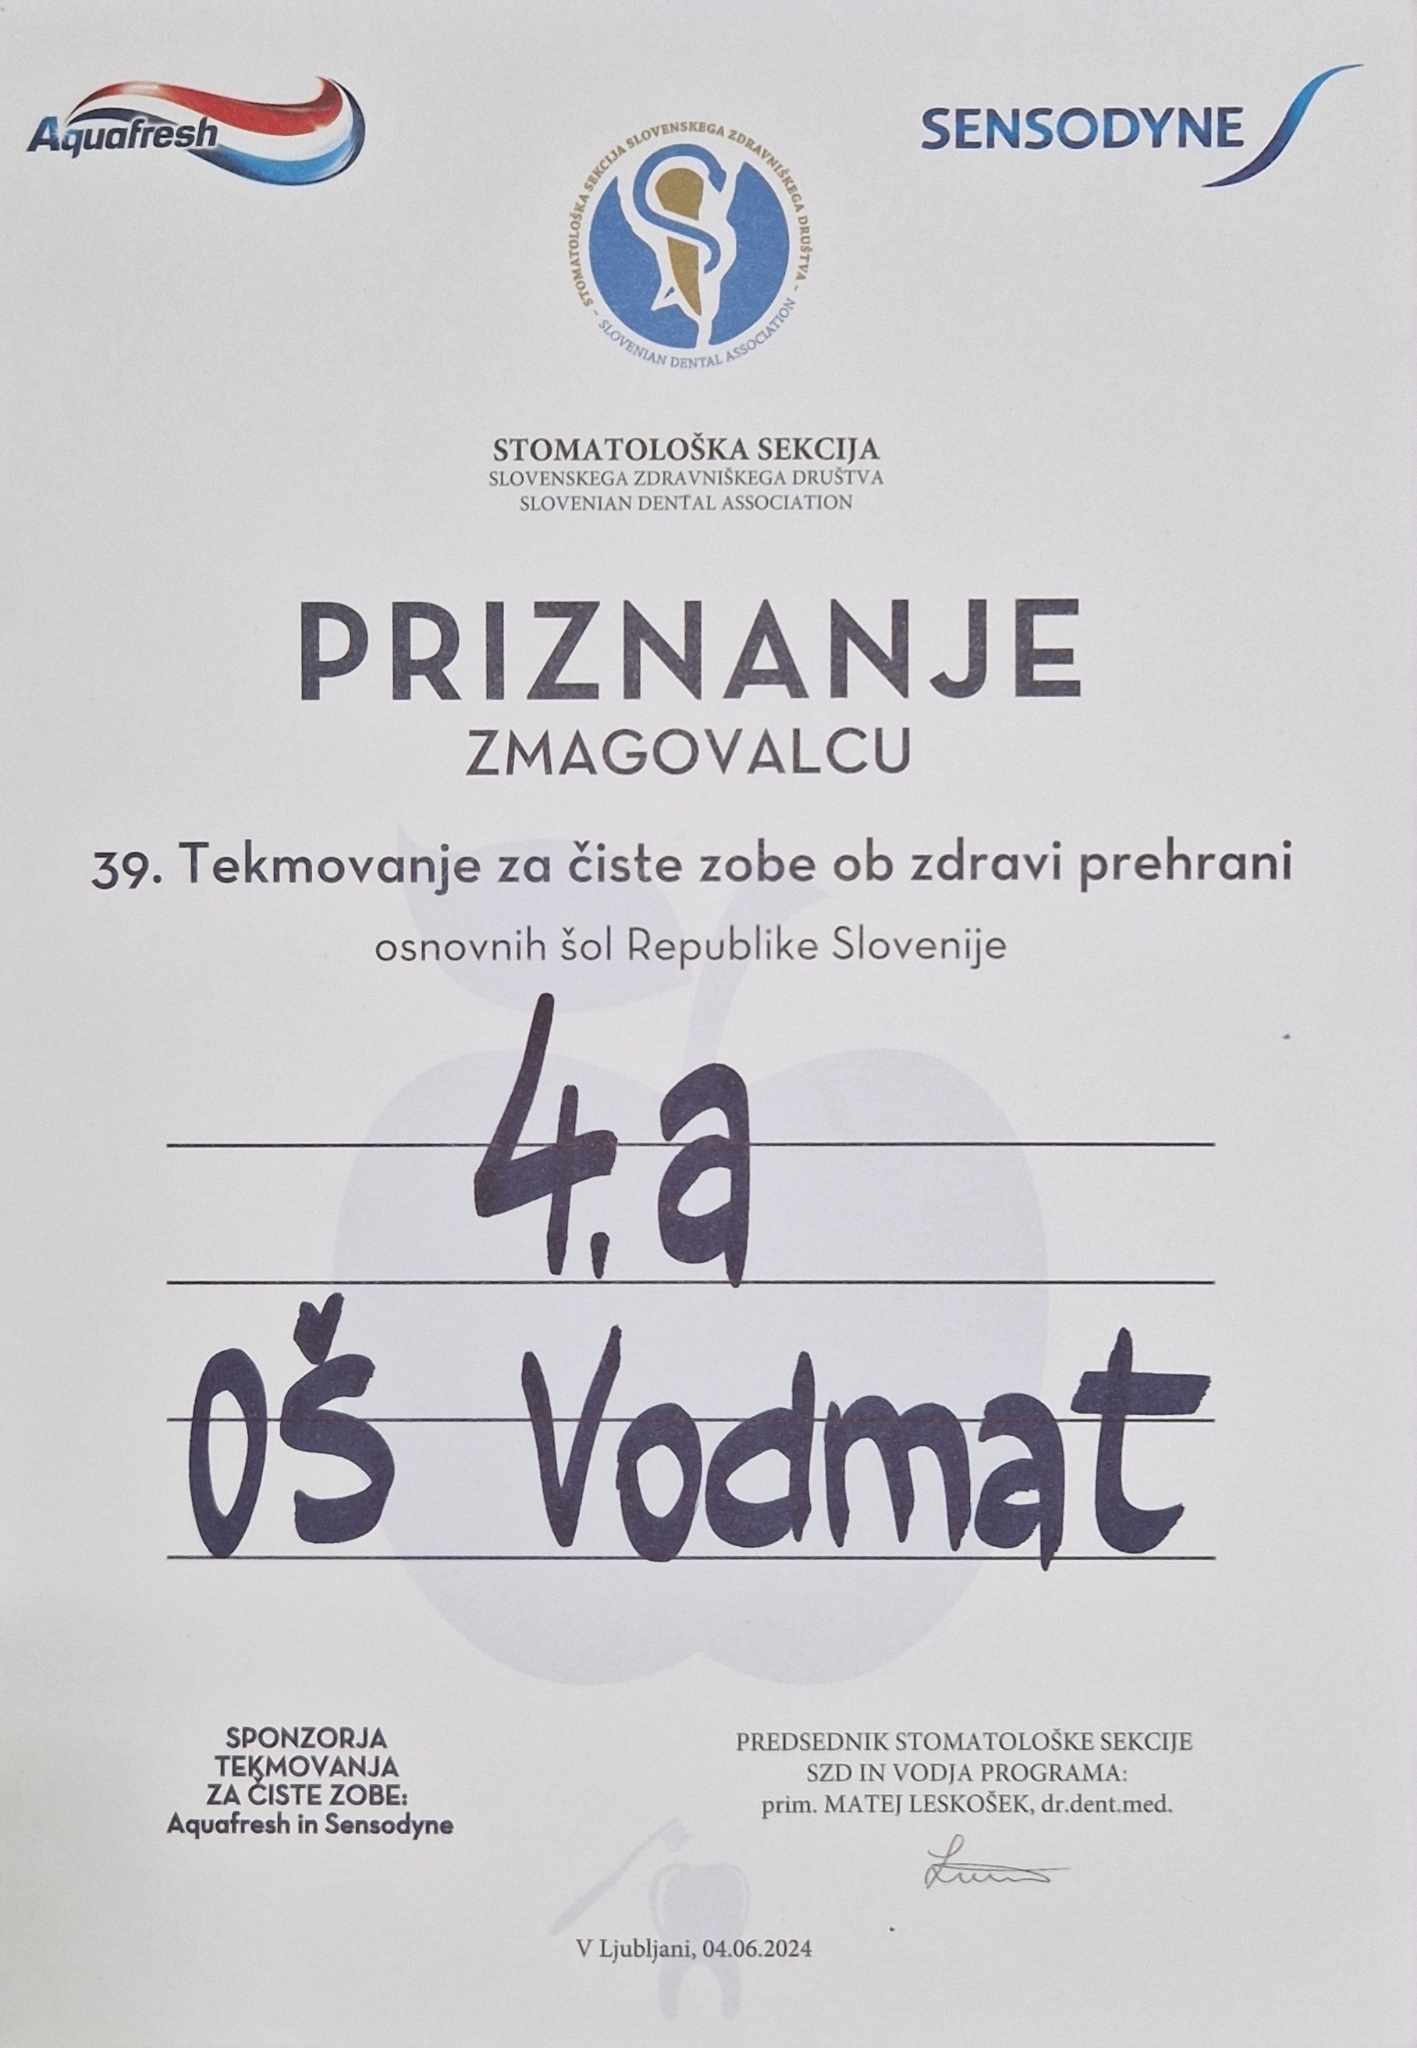 Aquafresh
SENSODYNE
STOMATOLOŠKA SEKCIJA SLOVENSKEGA ZDRAVNIŠKEGA DRUŠTVA -
- SLOVENIAN DENTAL ASSOCIATION
STOMATOLOŠKA SEKCIJA
SLOVENSKEGA ZDRAVNIŠKEGA DRUŠTVA
SLOVENIAN DENTAL ASSOCIATION
PRIZNANJE
ZMAGOVALCU
39. Tekmovanje za čiste zobe ob zdravi prehrani
osnovnih šol Republike Slovenije
4. a
OŠ Vodmat
SPONZORJA
TEKMOVANJA
ZA ČISTE ZOBE:
Aquafresh in Sensodyne
PREDSEDNIK STOMATOLOŠKE SEKCIJE
SZD IN VODJA PROGRAMA:
prim. MATEJ LESKOŠEK, dr.dent.med.
V Ljubljani, 04.06.2024